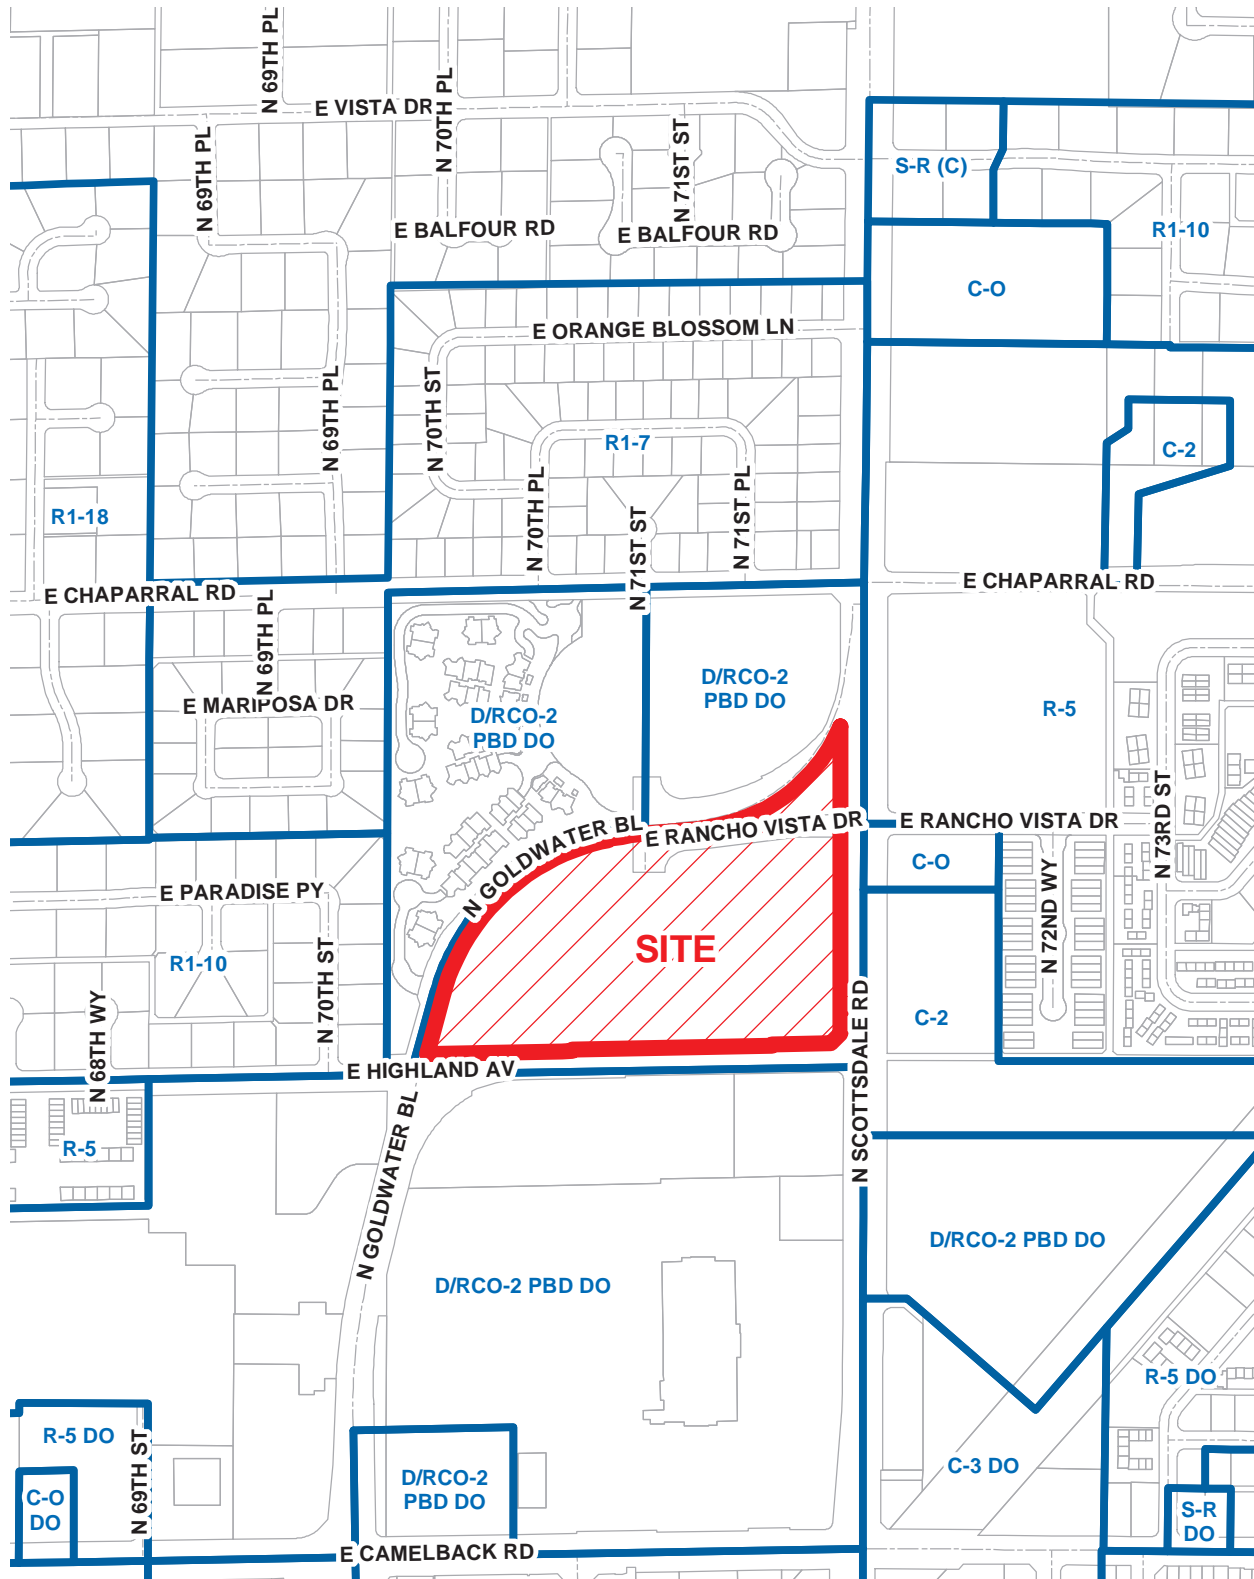 N 69TH PL
E VISTA DR
N 70TH PL
N 69TH PL
N 71ST ST
S-R (C)
E BALFOUR RD
E BALFOUR RD
R1-10
C-O
E ORANGE BLOSSOM LN
N 69TH PL
N 70TH ST
R1-7
C-2
N 70TH PL
N 71ST ST
N 71ST PL
R1-18
E CHAPARRAL RD
E CHAPARRAL RD
N 69TH PL
E MARIPOSA DR
D/RCO-2
PBD DO
D/RCO-2
PBD DO
R-5
N 73RD ST
N GOLDWATER BL
E RANCHO VISTA DR
E RANCHO VISTA DR
C-O
E PARADISE PY
N 72ND WY
R1-10
SITE
N 70TH ST
N 68TH WY
C-2
N SCOTTSDALE RD
E HIGHLAND AV
R-5
N GOLDWATER BL
D/RCO-2 PBD DO
D/RCO-2 PBD DO
R-5 DO
R-5 DO
N 69TH ST
C-3 DO
D/RCO-2
PBD DO
C-O
DO
S-R
DO
E CAMELBACK RD